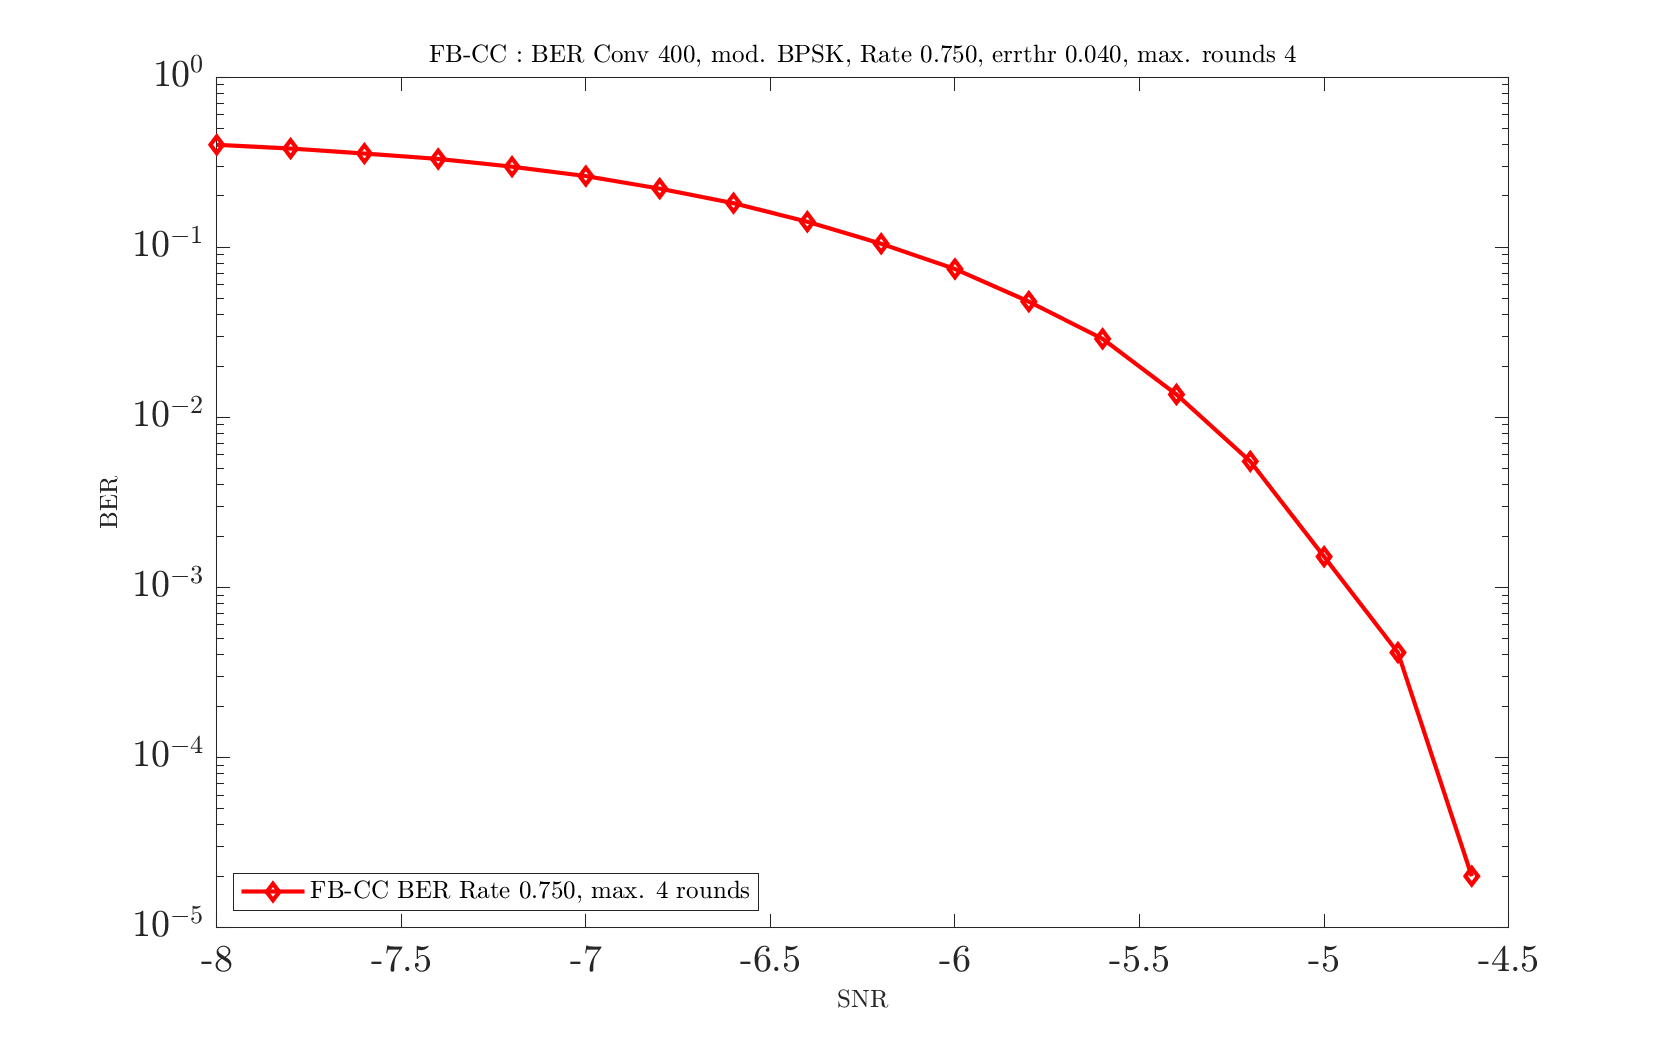 FB-CC : BER Conv 400, mod. BPSK, Rate 0.750, errthr 0.040, max. rounds 4
10^0
10^{-1}
10^{-2}
10^{-3}
10^{-4}
10^{-5}
BER
FB-CC BER Rate 0.750, max. 4 rounds
-8 -7.5 -7 -6.5 -6 -5.5 -5 -4.5
SNR